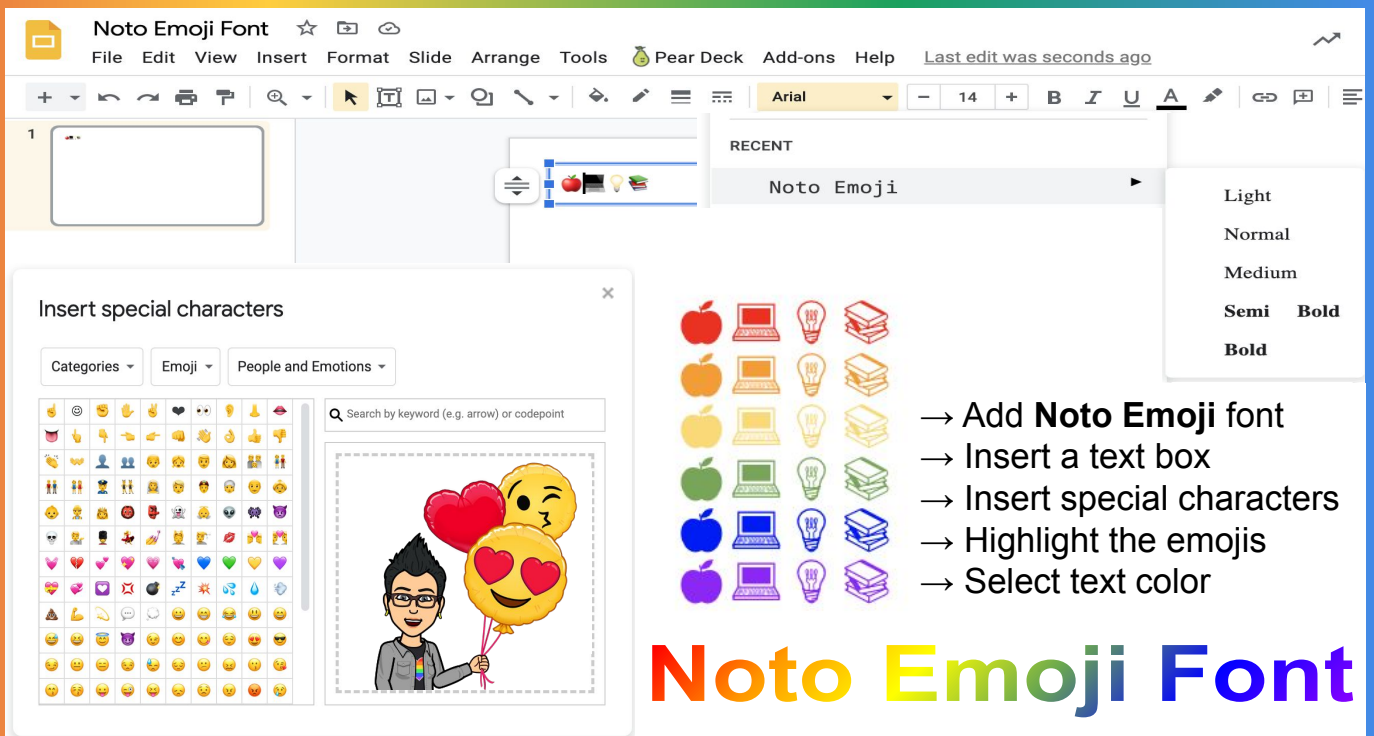 Noto Emoji Font
File Edit View Insert Format Slide Arrange Tools Pear Deck Add-ons Help Last edit was seconds ago
Arial 14 B I U A
1
RECENT
Noto Emoji
Light
Normal
Medium
Semi Bold
Bold
Insert special characters
Categories Emoji People and Emotions
Search by keyword (e.g. arrow) or codepoint
→ Add Noto Emoji font
→ Insert a text box
→ Insert special characters
→ Highlight the emojis
→ Select text color
Noto Emoji Font